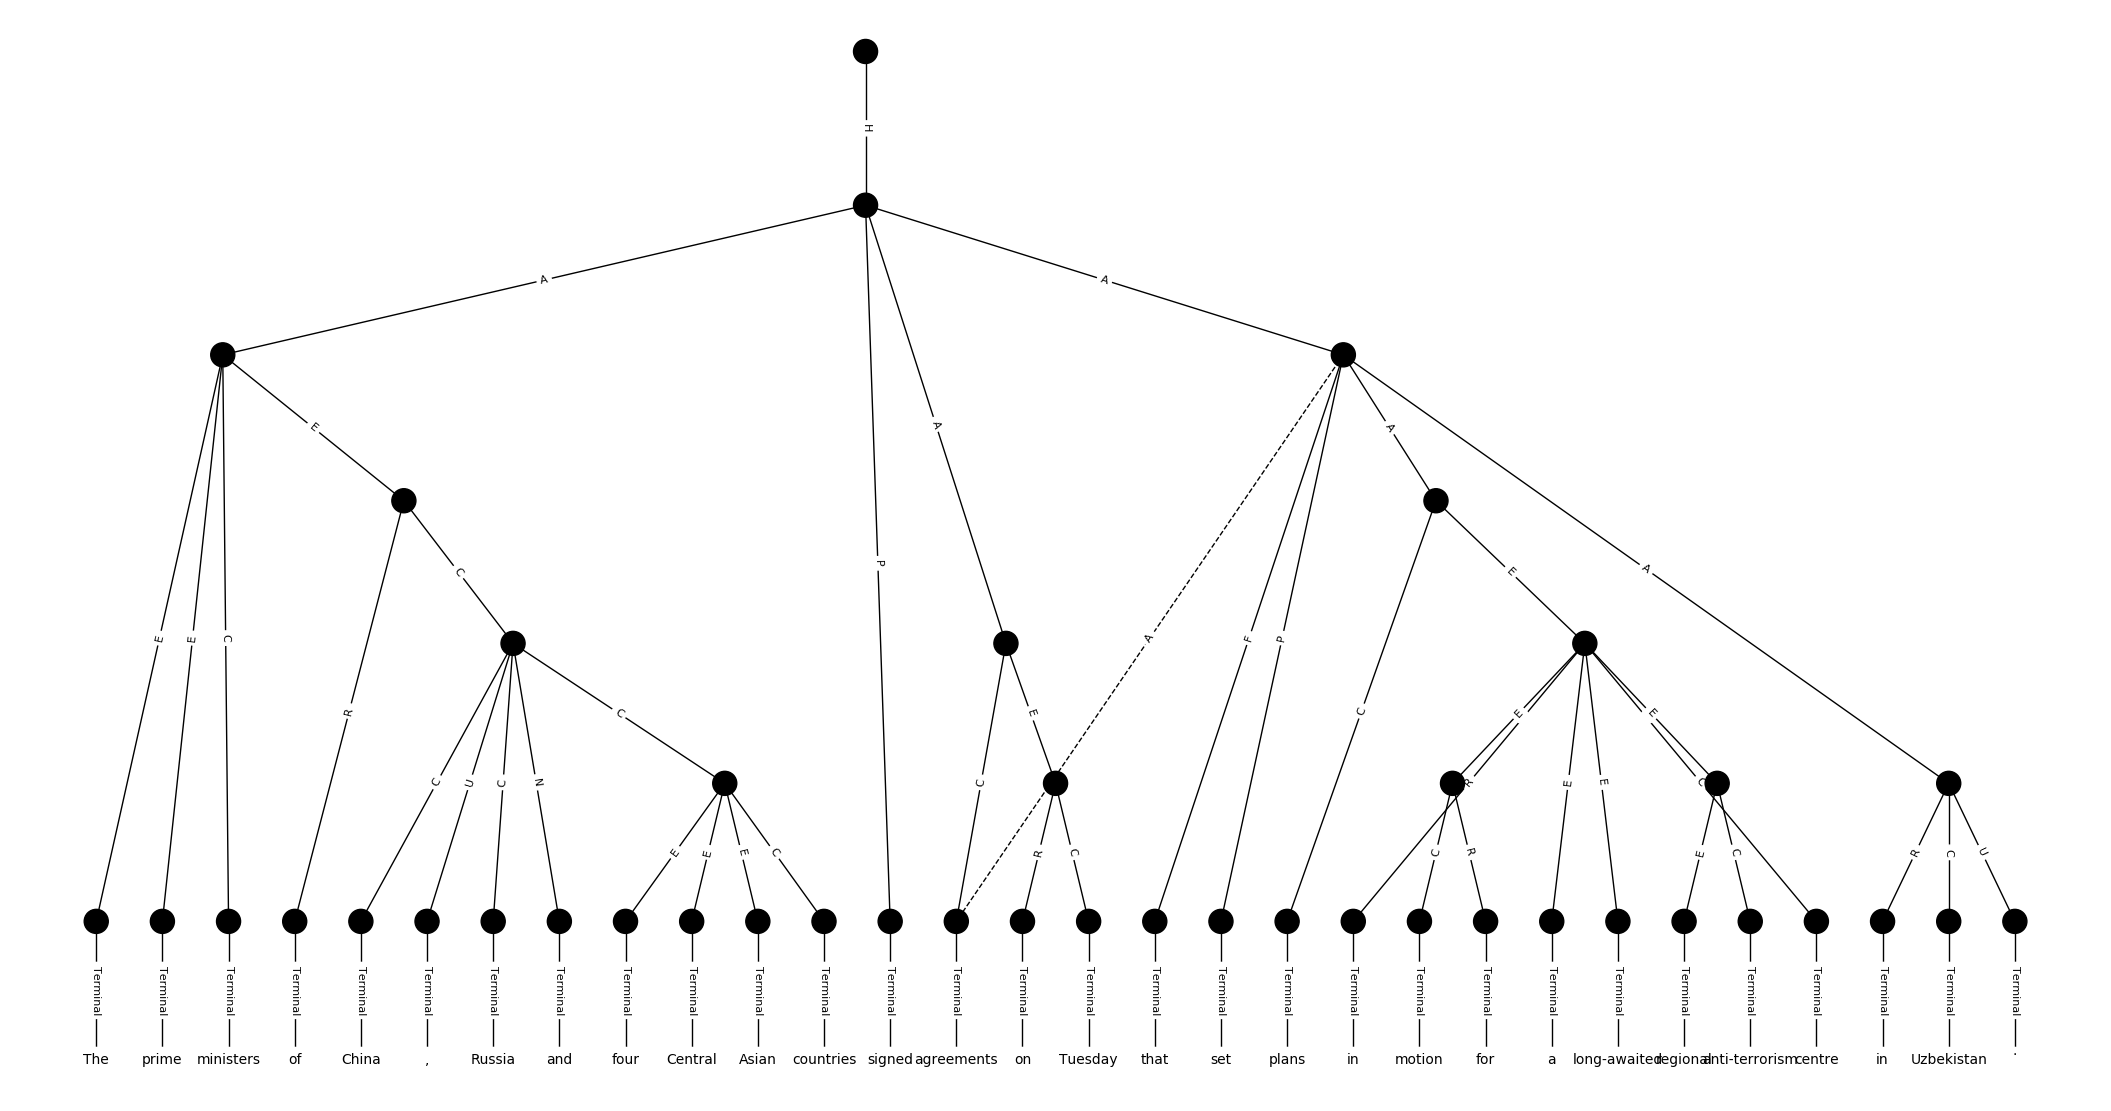 H
A A
E A A
E
C P A
E E C E F P
R C E C E
C U C N E R E E E C
E E E C R C C R E C R C U
Terminal Terminal Terminal Terminal Terminal Terminal Terminal Terminal Terminal Terminal Terminal Terminal Terminal Terminal Terminal Terminal Terminal Terminal Terminal Terminal Terminal Terminal Terminal Terminal Terminal Terminal Terminal Terminal Terminal Terminal
The prime ministers of China , Russia and four Central Asian countries signed agreements on Tuesday that set plans in motion for a long-awaited regional anti-terrorism centre in Uzbekistan .